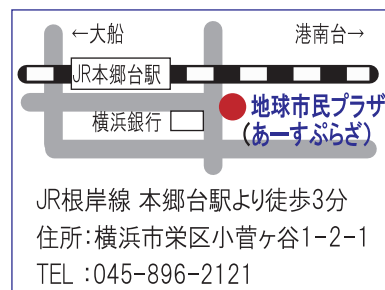 ←大船 港南台→
JR本郷台駅
横浜銀行
地球市民プラザ
(あーすぷらざ)
JR根岸線 本郷台駅より徒歩3分
住所:横浜市栄区小菅ヶ谷1-2-1
TEL :045-896-2121